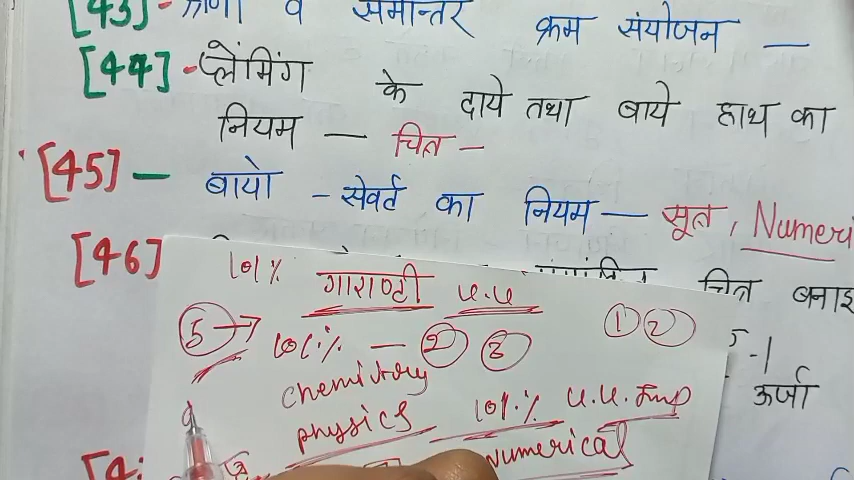 [43] - व समान्तर क्रम संयोजन —
[44] - प्लेमिंग के दाये तथा बाये हाथ का
नियम — चित्र -
[45] — बायो - सेवर्ट का नियम — सूत्र, Numeri
[46] चित्र बनाइ
ऊर्जा
101% गाराण्टी v.v
5 → 101% — 2 3 1 2
chemistry
physics 101.% v.v. Imp
numerical